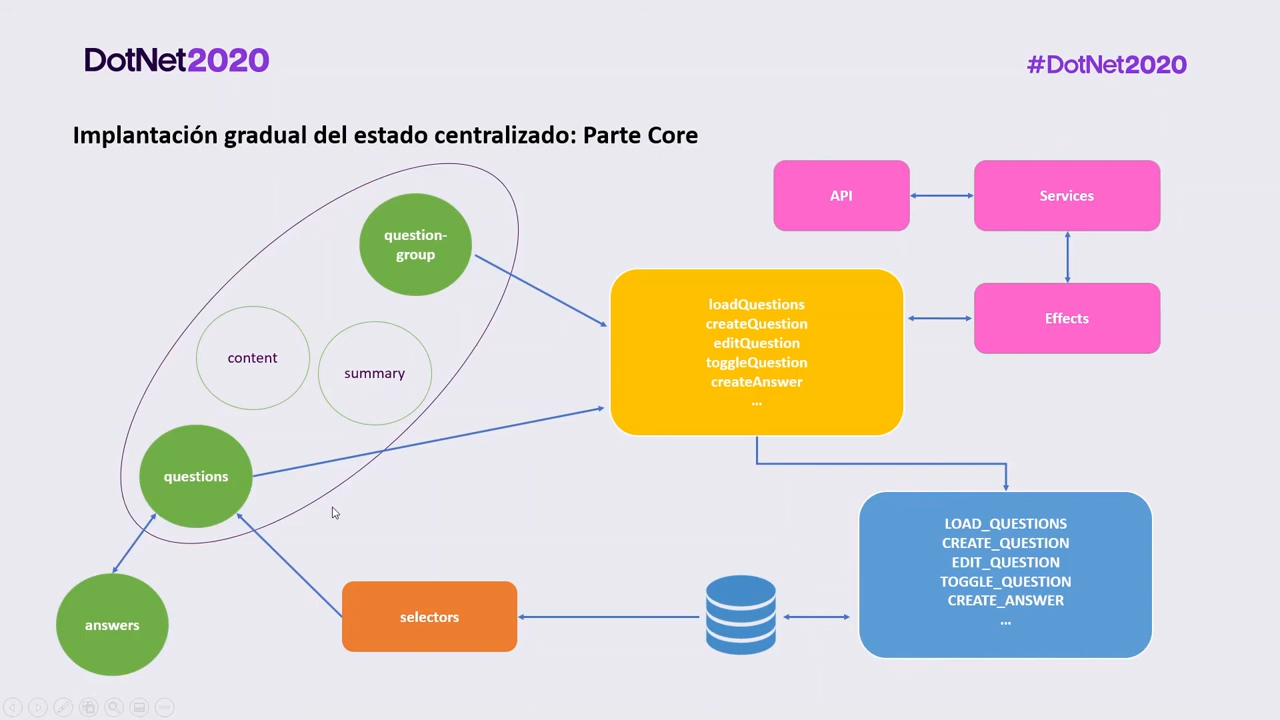 DotNet2020
#DotNet2020
Implantación gradual del estado centralizado: Parte Core
question-
group
content
summary
questions
answers
selectors
loadQuestions
createQuestion
editQuestion
toggleQuestion
createAnswer
...
API
Services
Effects
LOAD_QUESTIONS
CREATE_QUESTION
EDIT_QUESTION
TOGGLE_QUESTION
CREATE_ANSWER
...